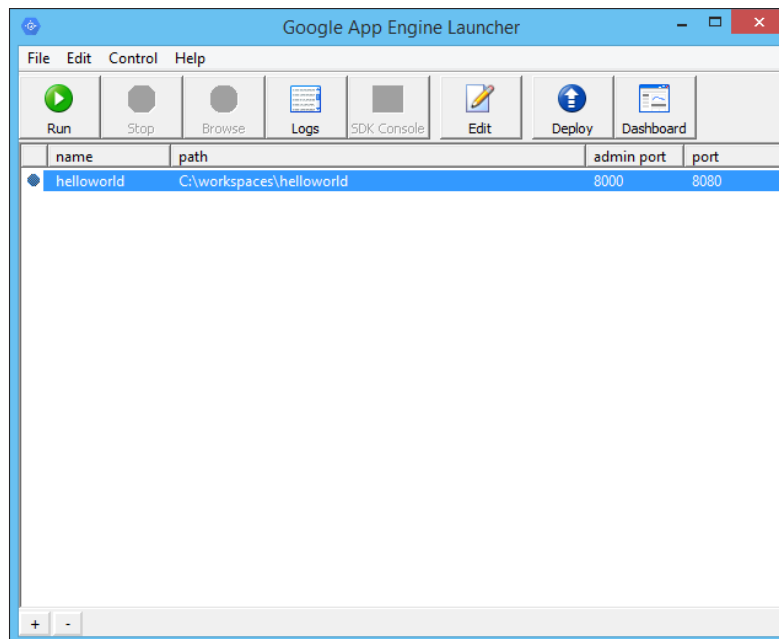 Google App Engine Launcher
File Edit Control Help
Run Stop Browse Logs SDK Console Edit Deploy Dashboard
name path admin port port
helloworld C:\workspaces\helloworld 8000 8080
+ -